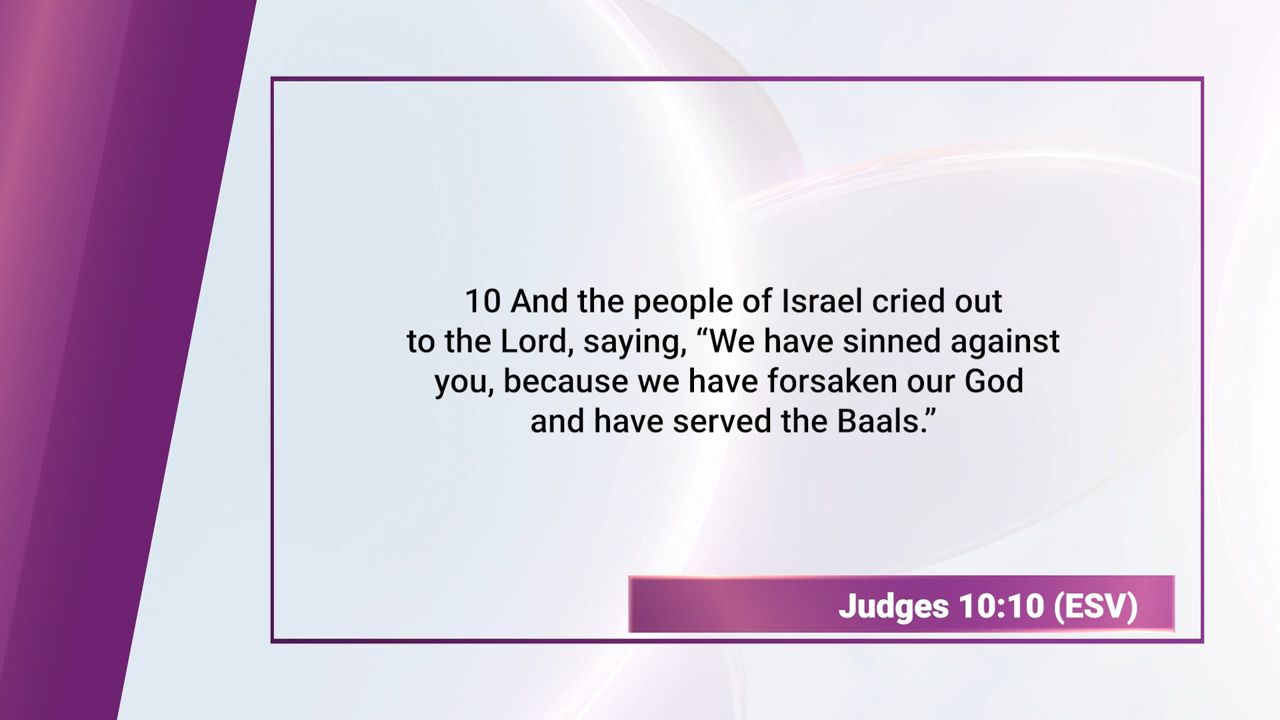 10 And the people of Israel cried out
to the Lord, saying, “We have sinned against
you, because we have forsaken our God
and have served the Baals.”
Judges 10:10 (ESV)